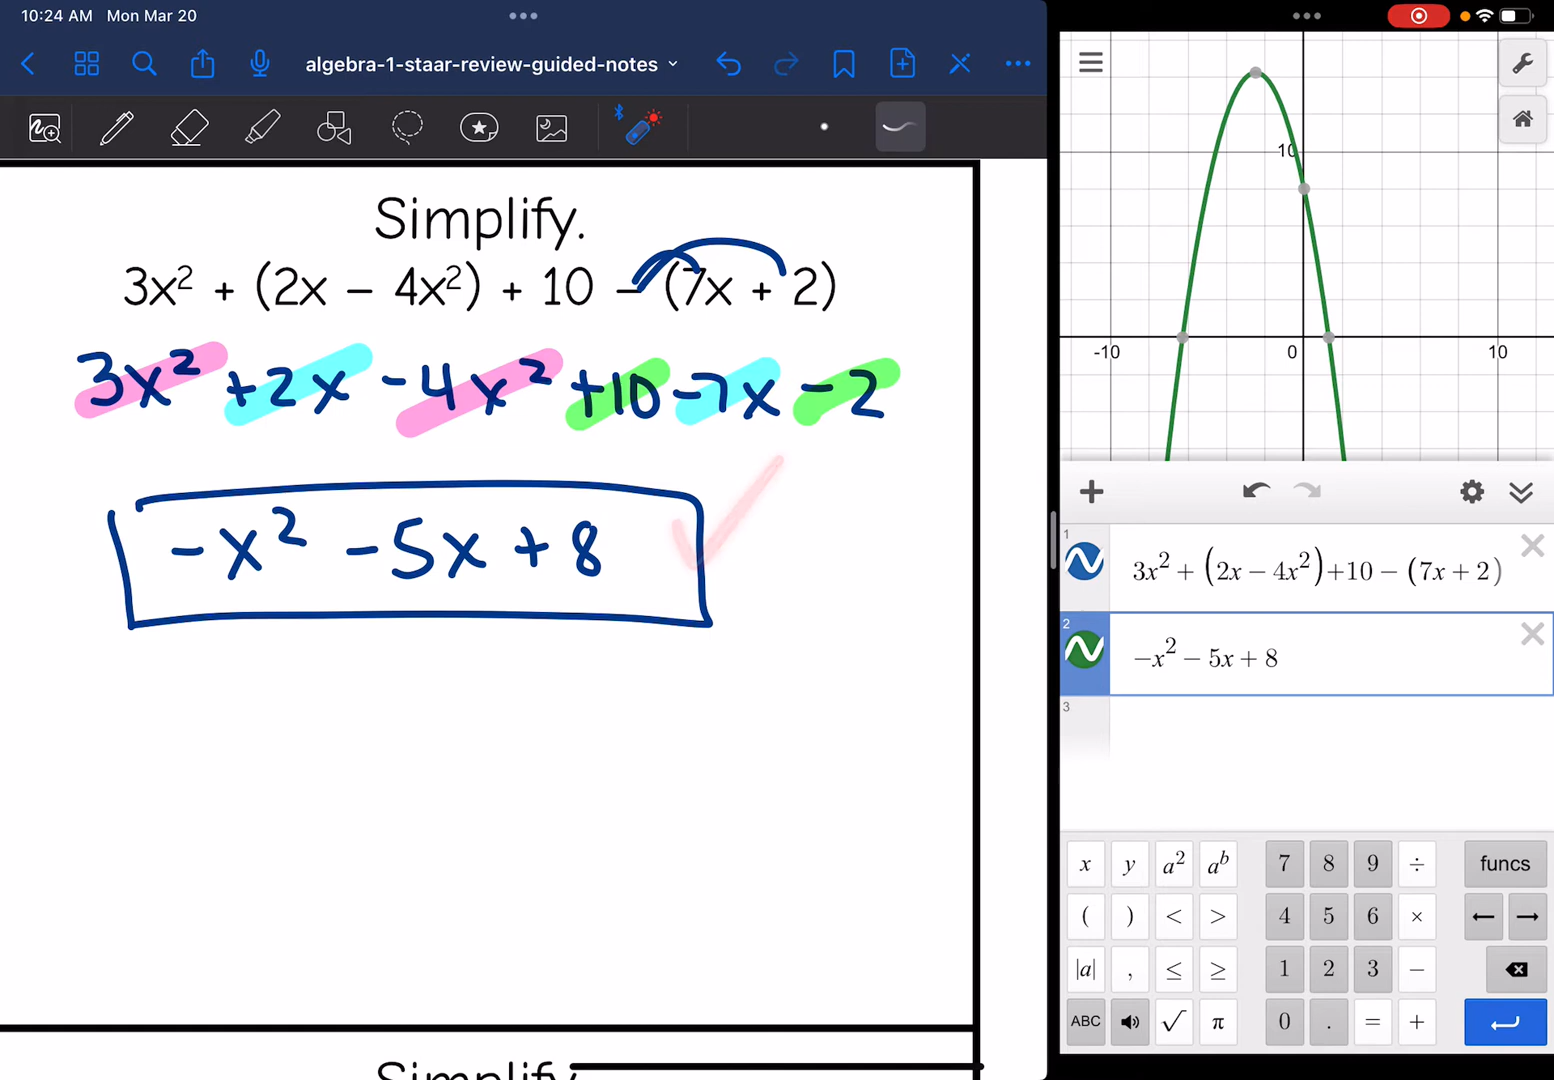 10:24 AM Mon Mar 20
algebra-1-staar-review-guided-notes
Simplify.
3x² + (2x − 4x²) + 10 − (7x + 2)
3x² +2x −4x² +10 −7x −2
−x² −5x +8
Simplify
10
-10 0 10
1
3x² + (2x − 4x²) +10 − (7x + 2)
2
−x² − 5x + 8
3
x y a² aᵇ 7 8 9 ÷ funcs
( ) < > 4 5 6 × ← →
|a| , ≤ ≥ 1 2 3 −
ABC √ π 0 . = +